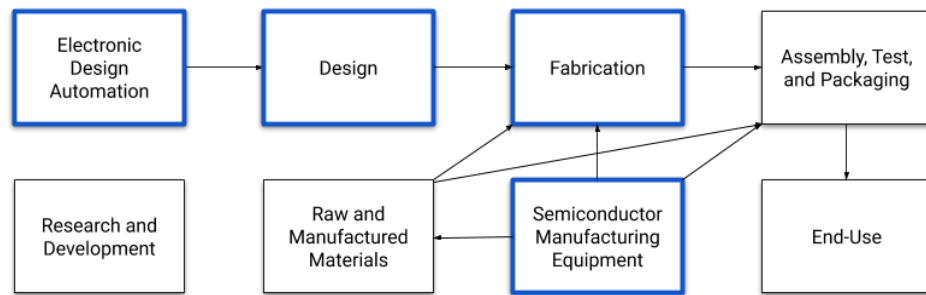 Electronic
Design
Automation
Design
Fabrication
Assembly, Test,
and Packaging
Research and
Development
Raw and
Manufactured
Materials
Semiconductor
Manufacturing
Equipment
End-Use